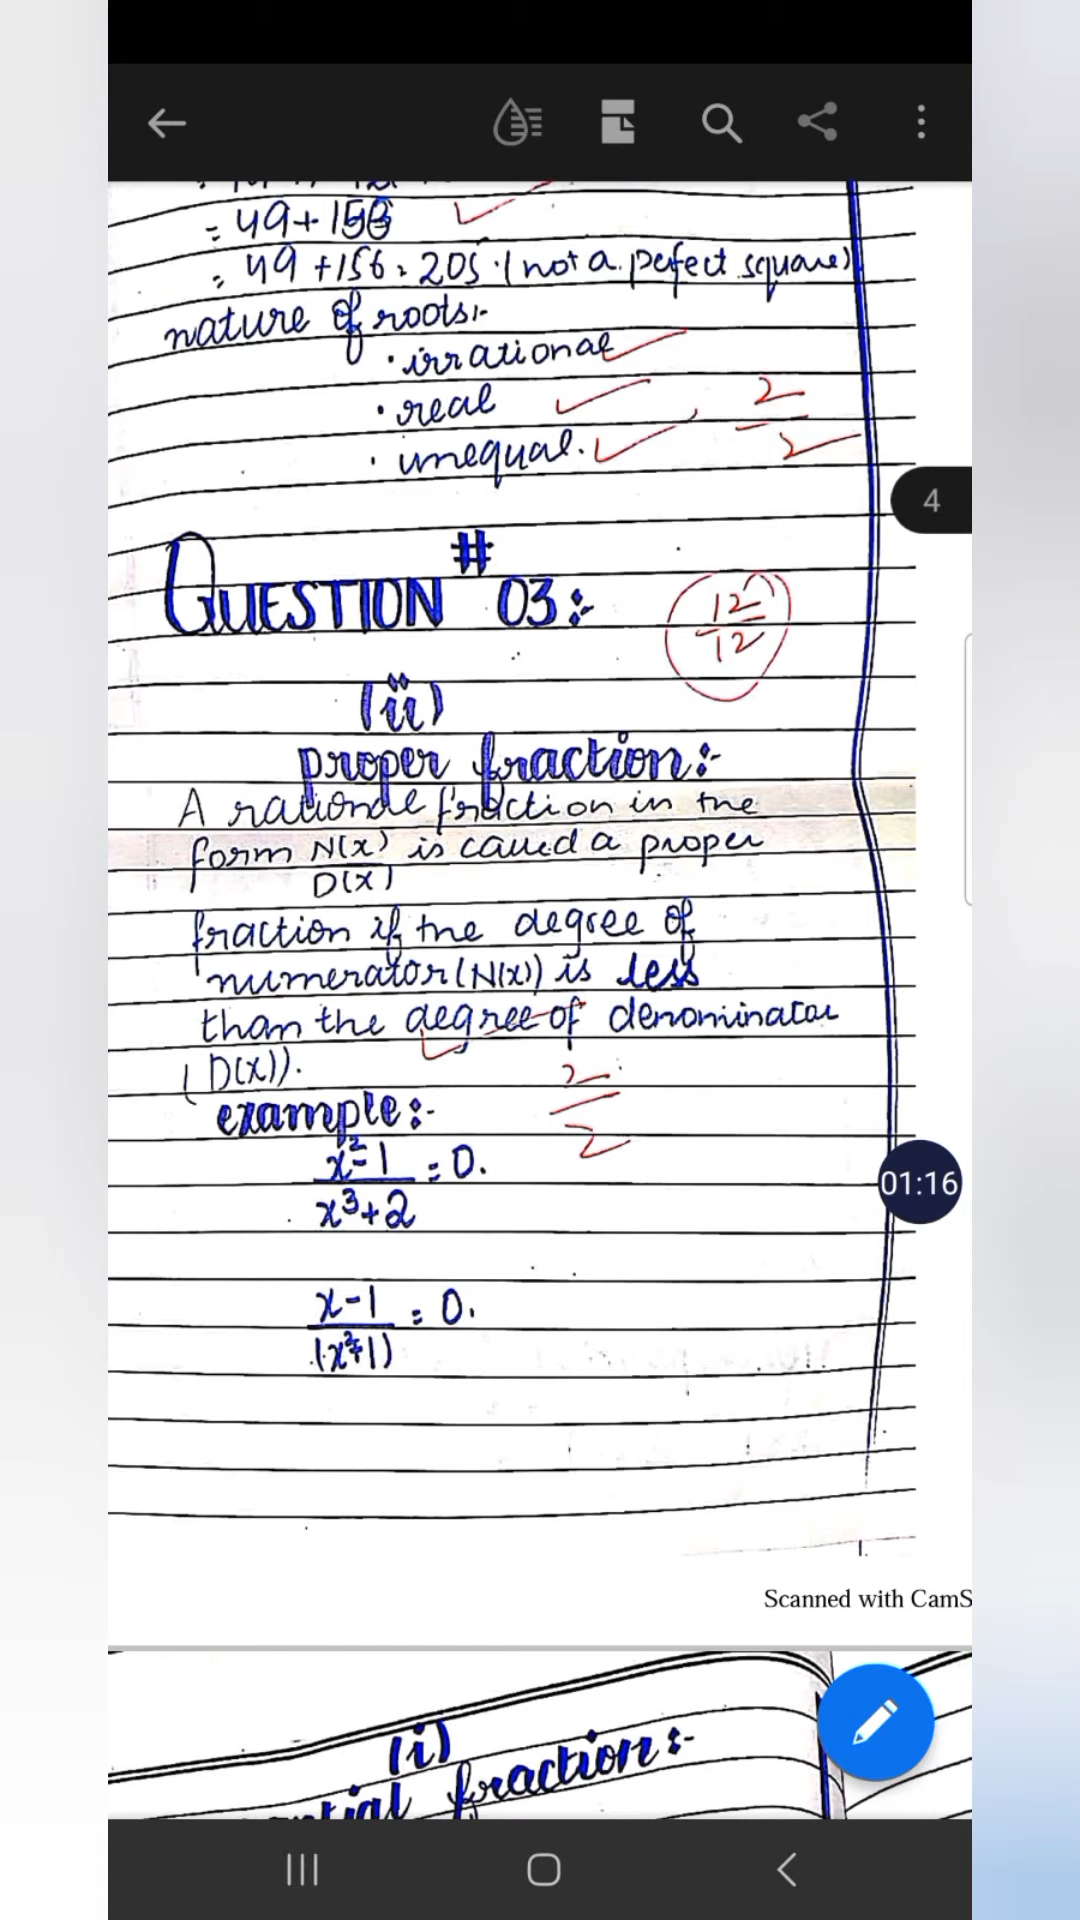 = 49+156
= 49+156 = 205 (not a perfect square)
nature of roots:-
• irrational
• real
2
2
• unequal.
4
#
QUESTION 03:-
12
12
(ii)
proper fraction:-
A rational fraction in the
form N(x) is called a proper
D(x)
fraction if the degree of
numerator (N(x)) is less
than the degree of denominator
(D(x)).
2
2
example:-
x²-1 = 0.
x³+2
01:16
x-1 = 0.
(x²+1)
Scanned with CamS
(i)
fraction:-